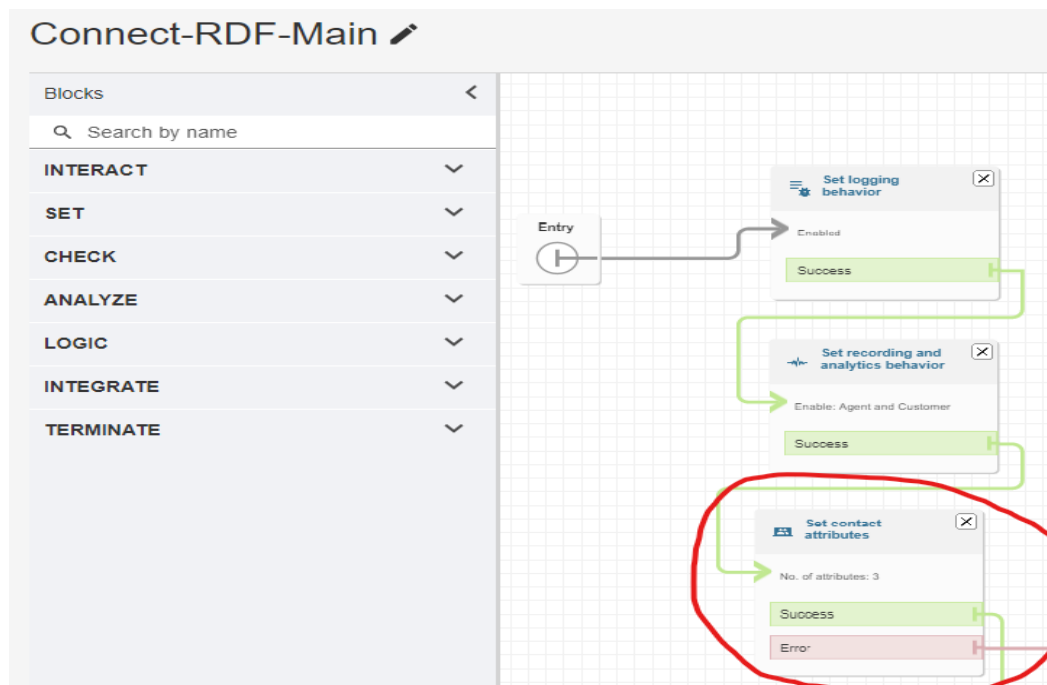 Connect-RDF-Main
Blocks
Search by name
INTERACT
SET
CHECK
ANALYZE
LOGIC
INTEGRATE
TERMINATE
Entry
Set logging
behavior
Enabled
Success
Set recording and
analytics behavior
Enable: Agent and Customer
Success
Set contact
attributes
No. of attributes: 3
Success
Error